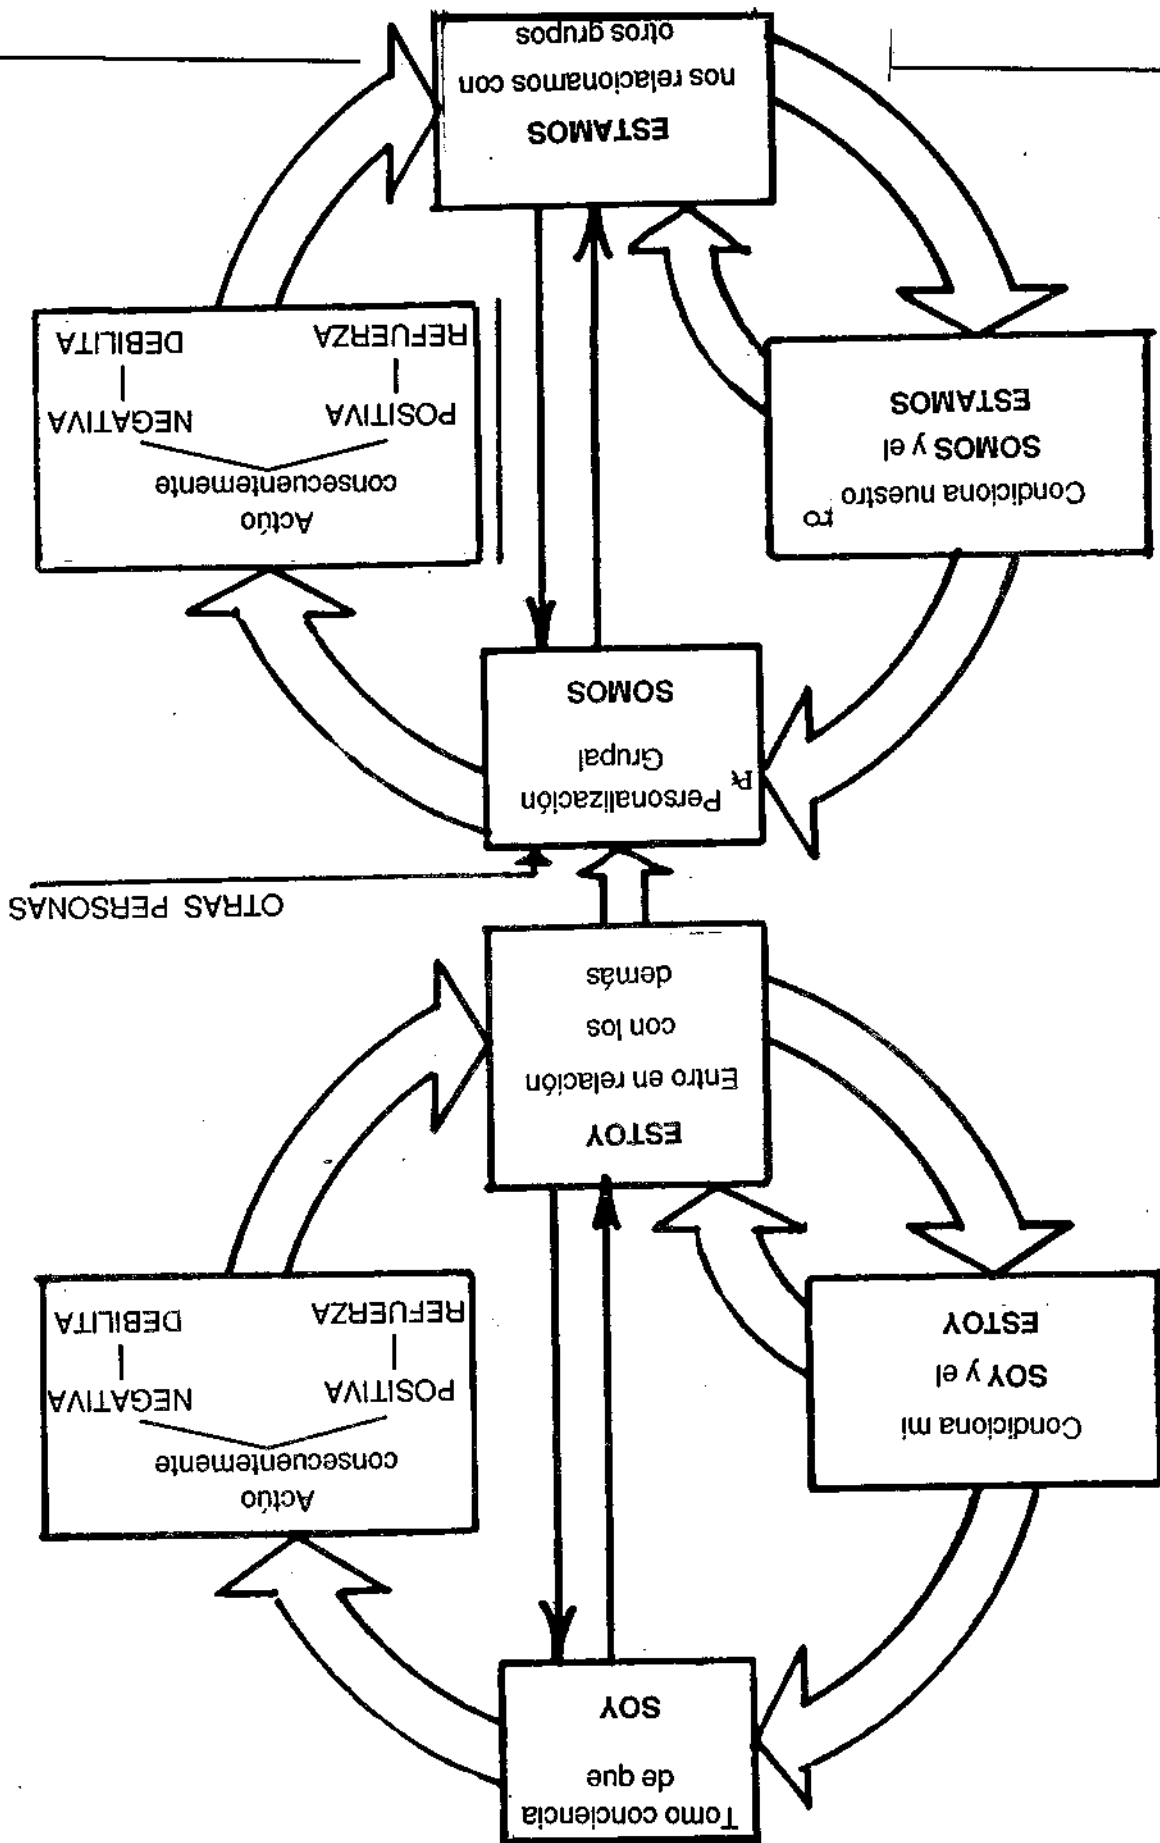 Tomo conciencia
de que
SOY
Actúo
consecuentemente
POSITIVA NEGATIVA
REFUERZA DEBILITA
Condiciona mi
SOY y el
ESTOY
ESTOY
Entro en relación
con los
demás
OTRAS PERSONAS
Personalización
Grupal
SOMOS
Actúo
consecuentemente
POSITIVA NEGATIVA
REFUERZA DEBILITA
Condiciona nuestro
SOMOS y el
ESTAMOS
ESTAMOS
nos relacionamos con
otros grupos